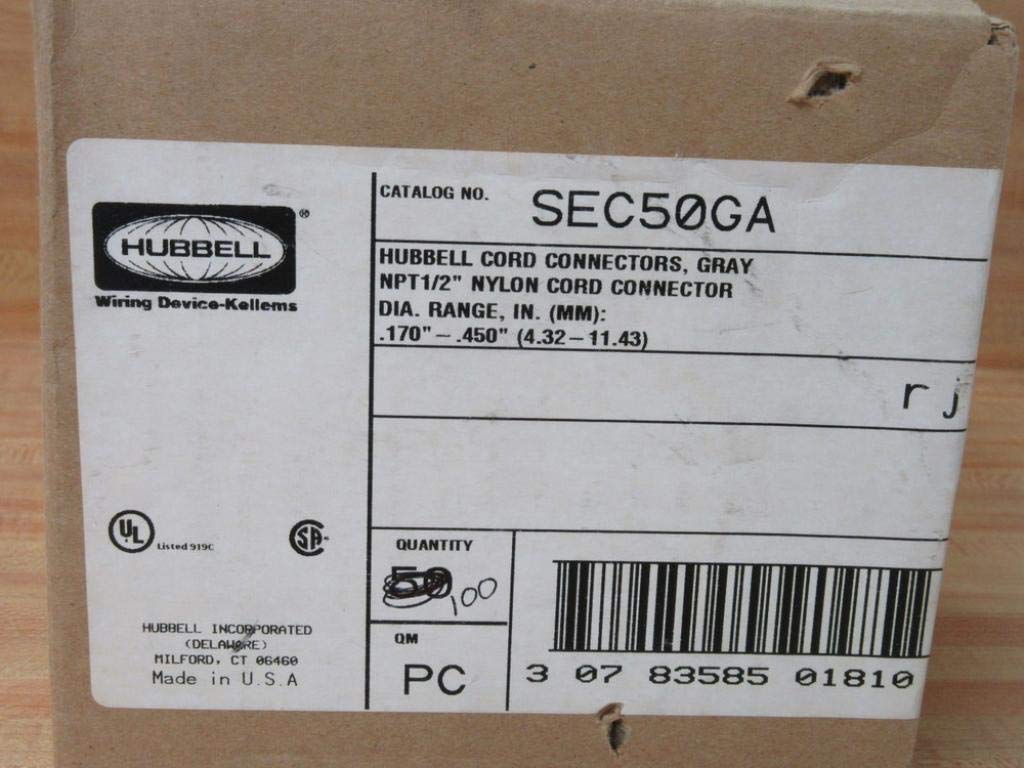 HUBBELL ®
Wiring Device-Kellems
CATALOG NO. SEC50GA
HUBBELL CORD CONNECTORS, GRAY
NPT1/2" NYLON CORD CONNECTOR
DIA. RANGE, IN. (MM):
.170" – .450" (4.32 – 11.43)
r j
UL Listed 919C
SA
QUANTITY
50 100
QM
PC
HUBBELL INCORPORATED
(DELAWARE)
MILFORD, CT 06460
Made in U.S.A
3 07 83585 01810